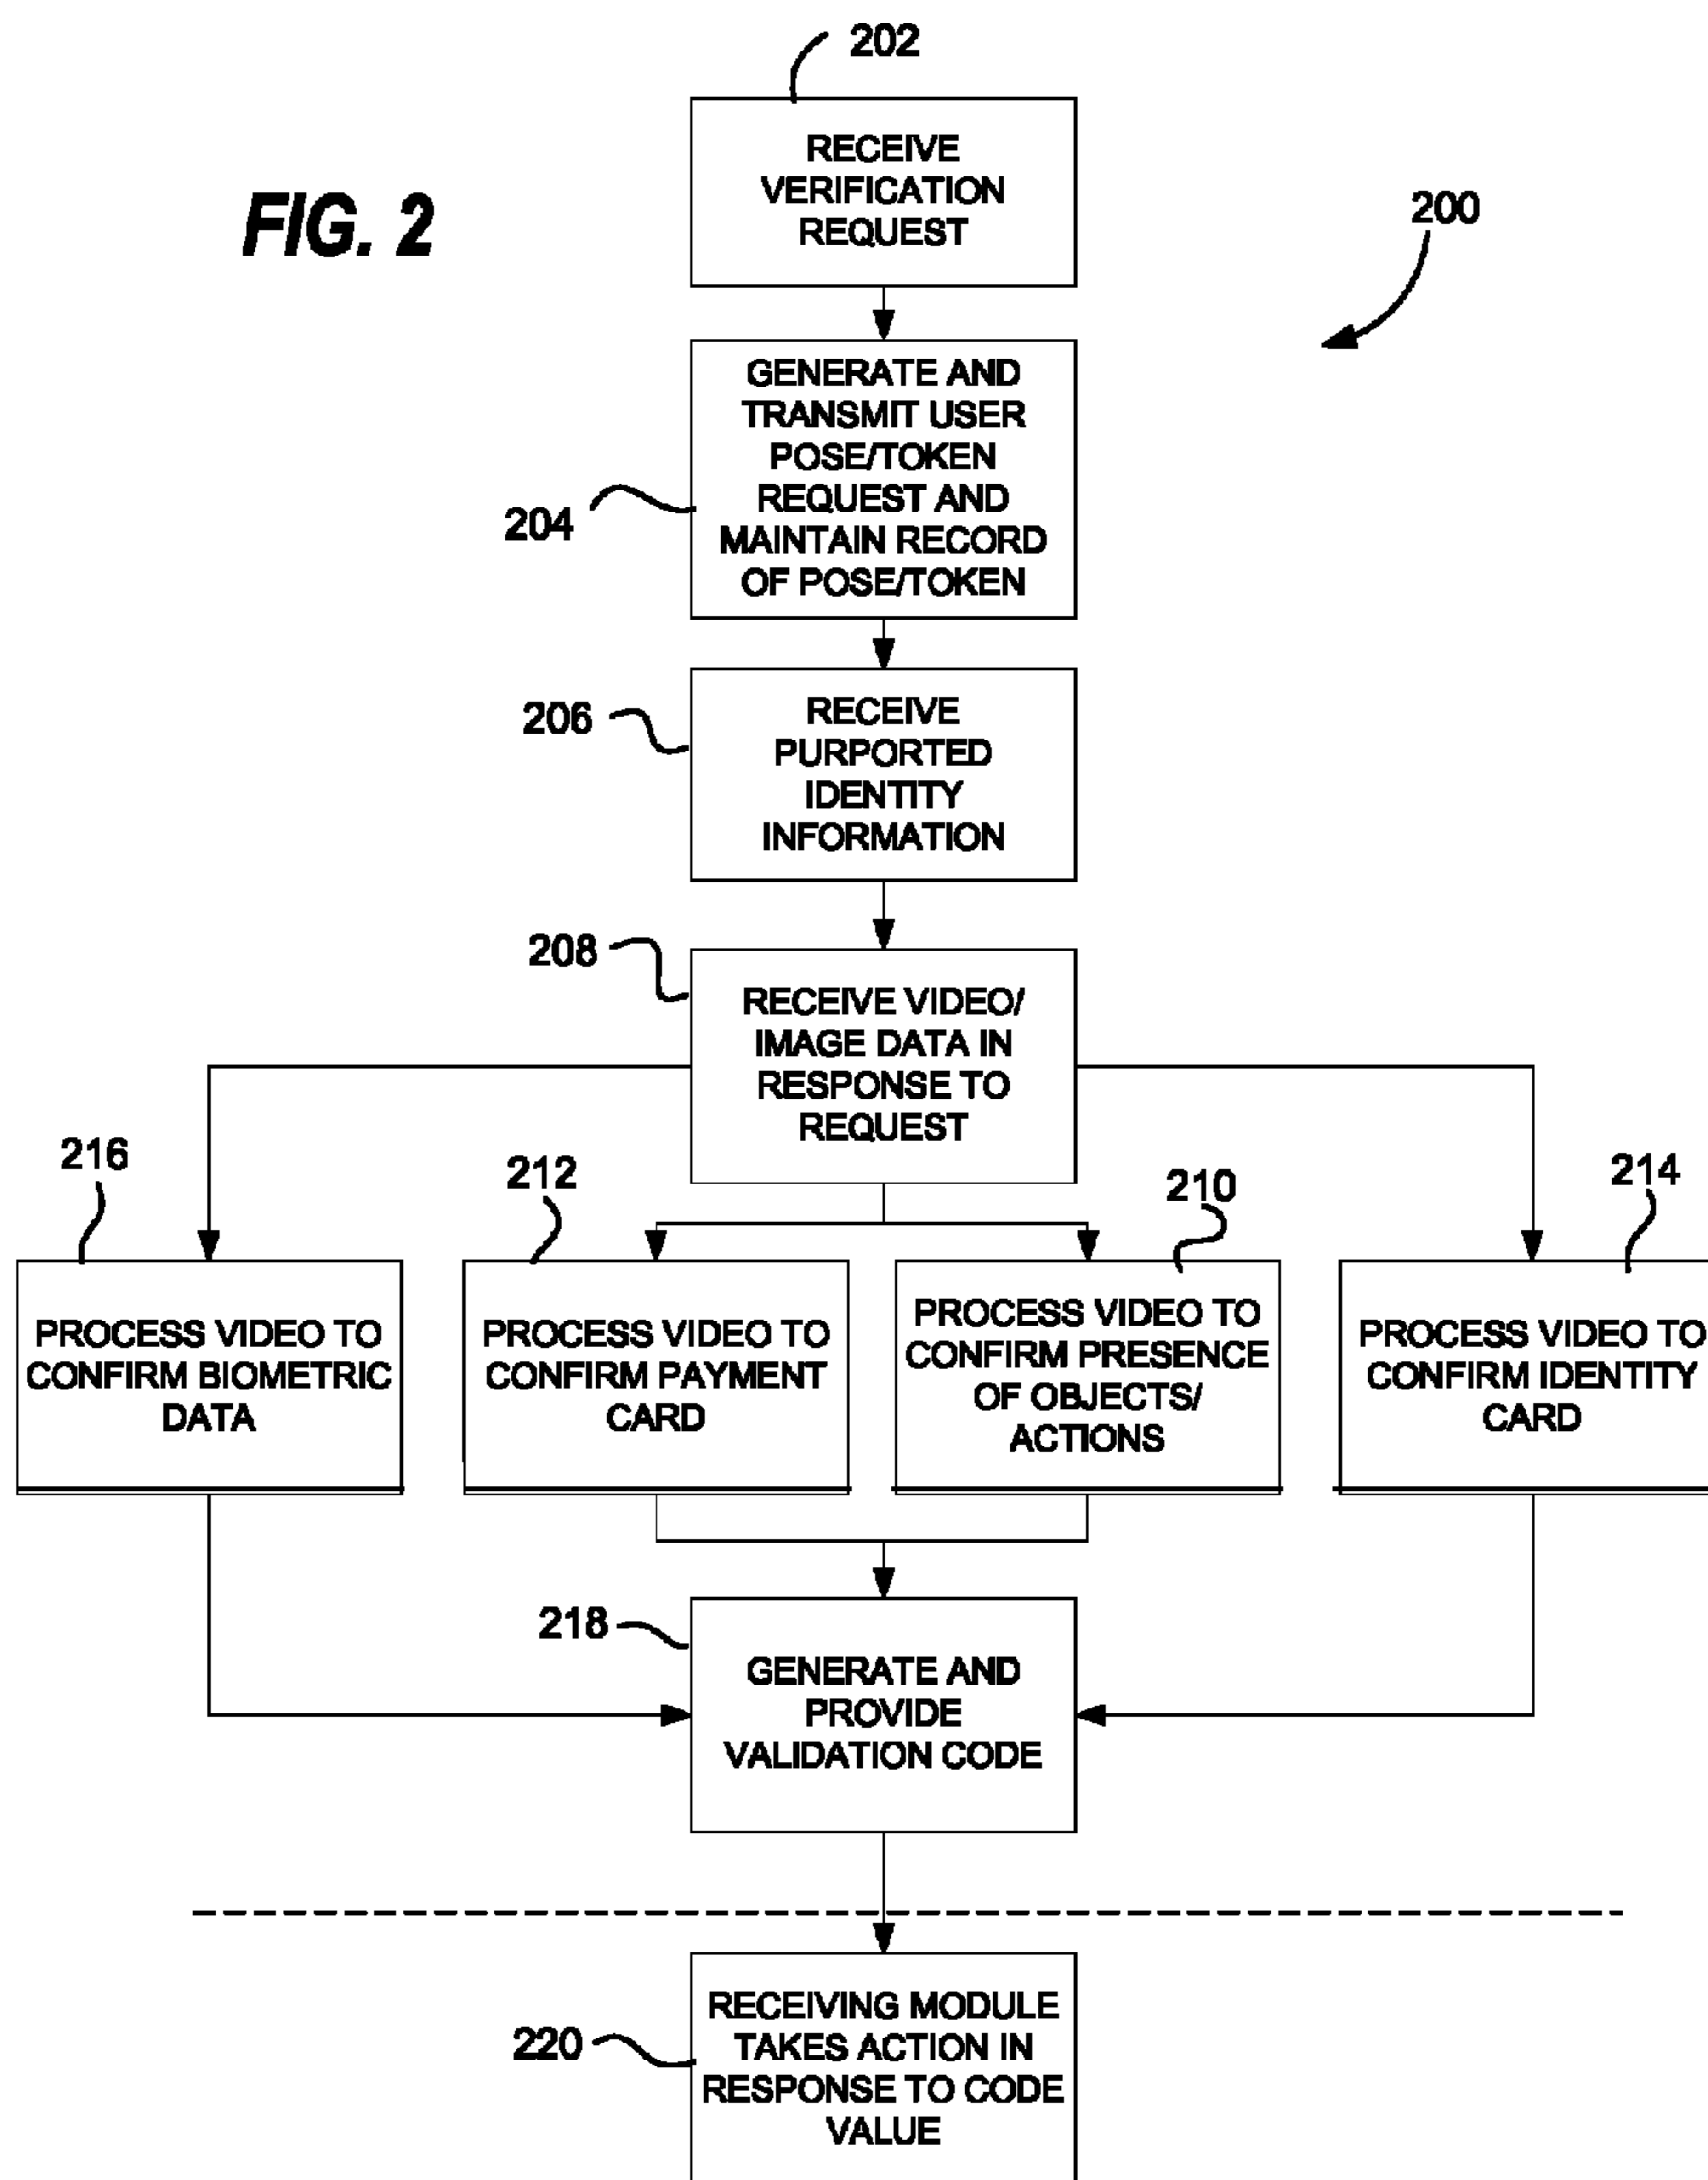 202
RECEIVE
VERIFICATION
REQUEST
FIG. 2
200
GENERATE AND
TRANSMIT USER
POSE/TOKEN
REQUEST AND
MAINTAIN RECORD
OF POSE/TOKEN
204
206
RECEIVE
PURPORTED
IDENTITY
INFORMATION
208
RECEIVE VIDEO/
IMAGE DATA IN
RESPONSE TO
REQUEST
216
212
210
214
PROCESS VIDEO TO
CONFIRM BIOMETRIC
DATA
PROCESS VIDEO TO
CONFIRM PAYMENT
CARD
PROCESS VIDEO TO
CONFIRM PRESENCE
OF OBJECTS/
ACTIONS
PROCESS VIDEO TO
CONFIRM IDENTITY
CARD
218
GENERATE AND
PROVIDE
VALIDATION CODE
220
RECEIVING MODULE
TAKES ACTION IN
RESPONSE TO CODE
VALUE